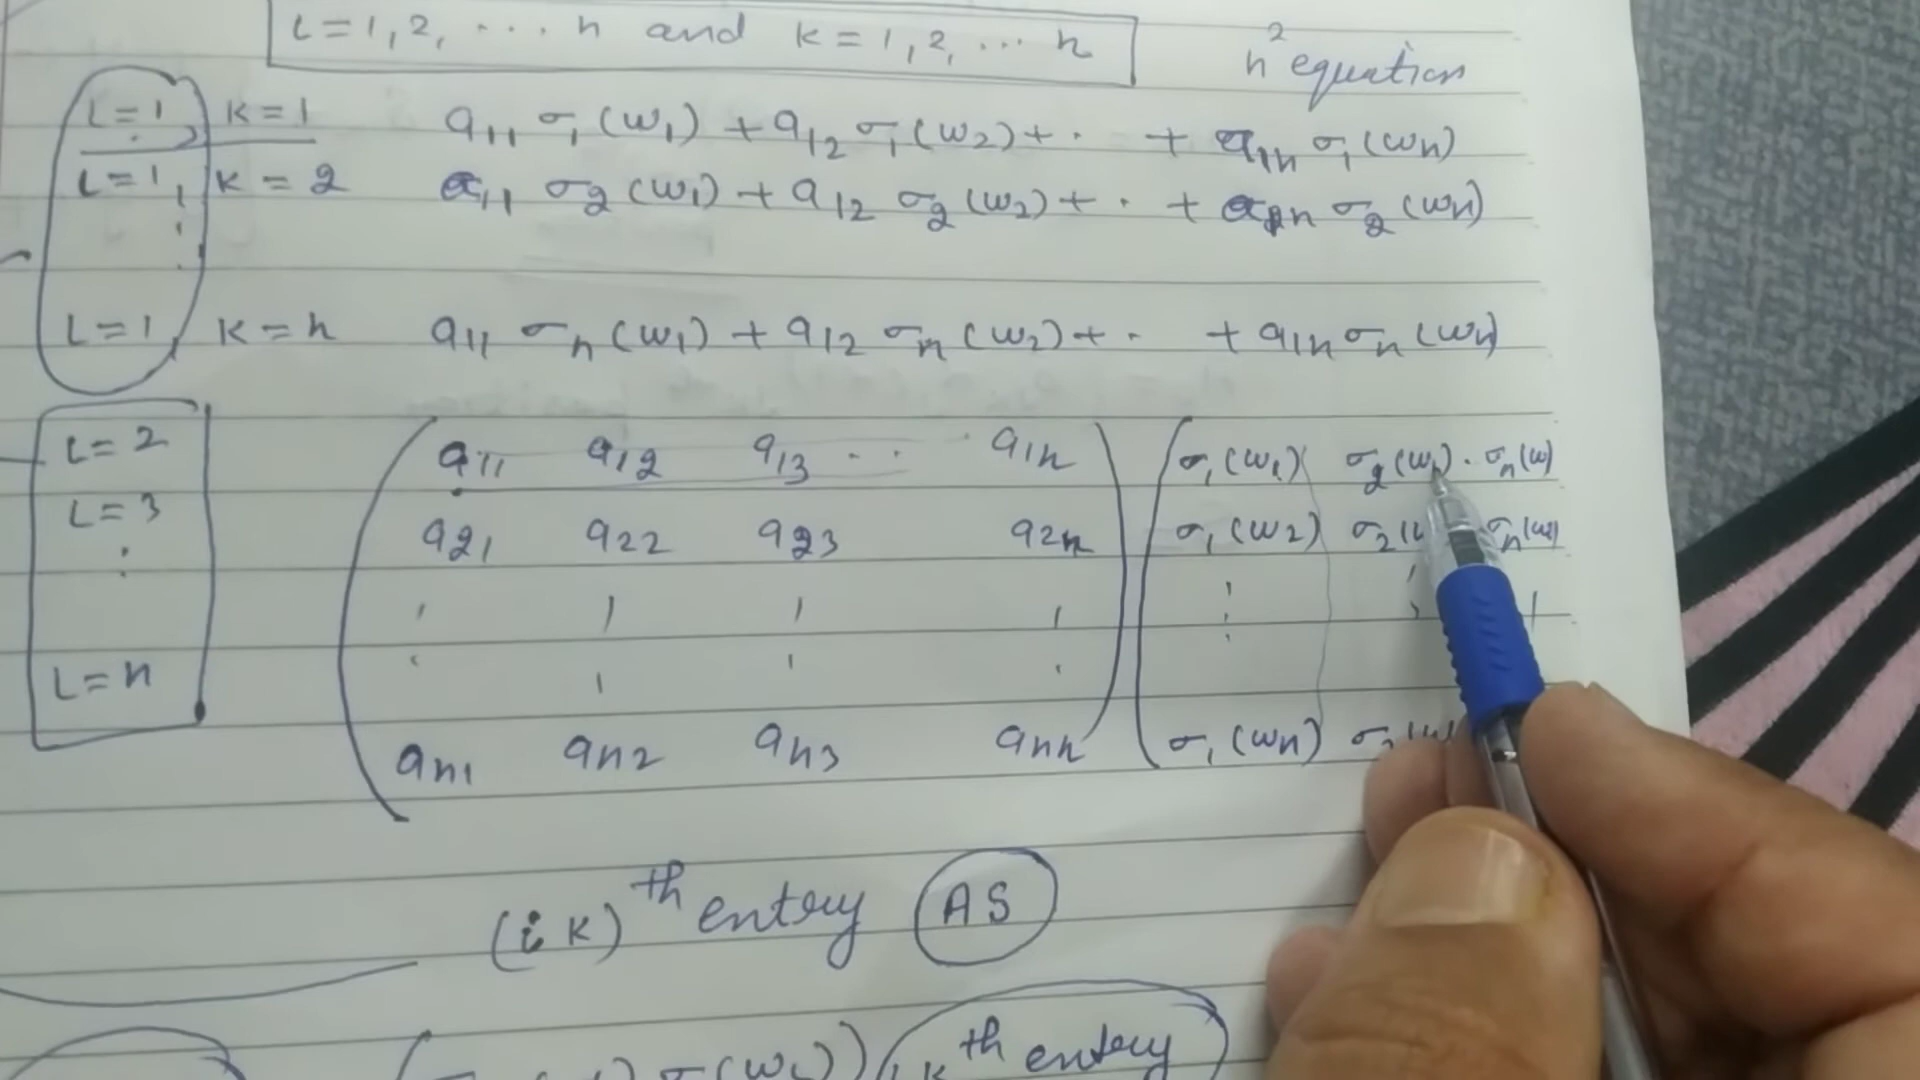 i=1,2, ... n and k=1,2, ... n
n² equation
i=1, k=1 a11 σ1(w1) + a12 σ1(w2)+ · + a1n σ1(wn)
i=1, k=2 a11 σ2(w1) + a12 σ2(w2)+ · + a1n σ2(wn)
i=1, k=n a11 σn(w1) + a12 σn(w2)+ · + a1n σn(wn)
i=2 a11 a12 a13 ·· a1n σ1(w1) σ2(w1) · σn(w)
i=3 a21 a22 a23 a2n σ1(w2) σ2( σn(w)
i=n an1 an2 an3 ann σ1(wn)
(i k)th entry AS
k th entry